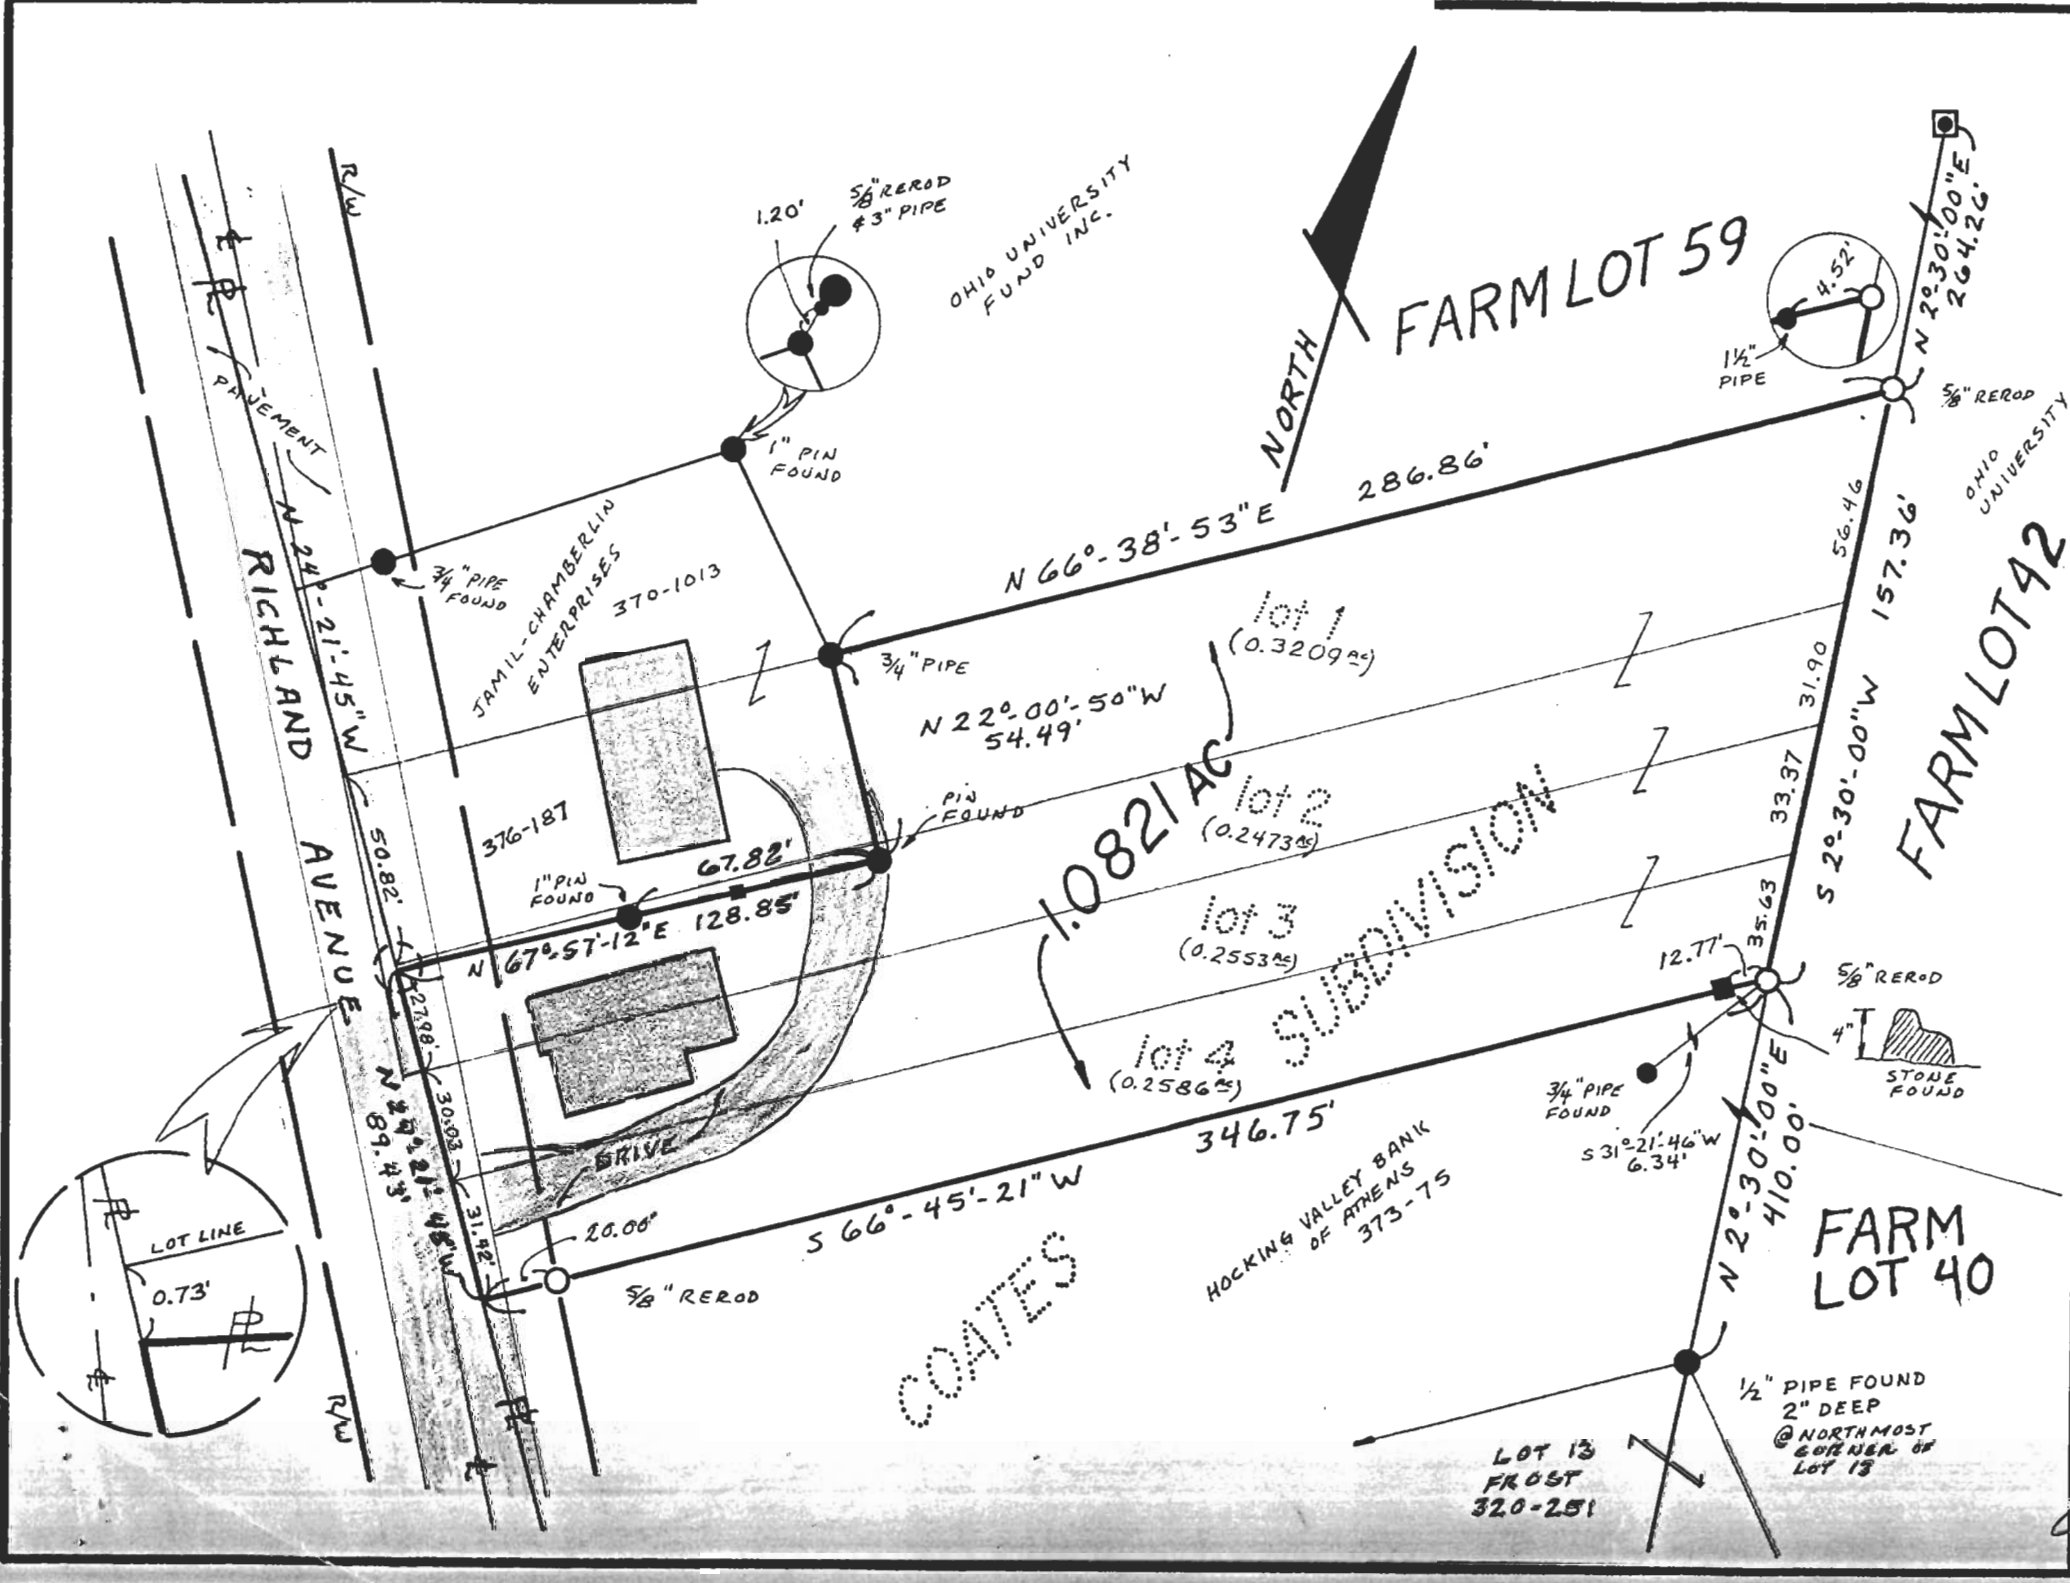 R/W
℄
PL
PAVEMENT
N 24°-21'-45" W
RICHLAND AVENUE
1.20'
5/8" REROD
& 3" PIPE
OHIO UNIVERSITY
FUND INC.
1" PIN
FOUND
3/4" PIPE
FOUND
JAMIL-CHAMBERLIN
ENTERPRISES
370-1013
NORTH
FARM LOT 59
N 2°-30'-00" E
264.26'
4.52'
1½"
PIPE
5/8" REROD
OHIO
UNIVERSITY
N 66°-38'-53" E
286.86'
56.46
157.36'
FARM LOT 42
3/4" PIPE
lot 1
(0.3209 AC)
N 22°-00'-50" W
54.49'
31.90
S 2°-30'-00" W
33.37
35.63
1.0821 AC
PIN
FOUND
lot 2
(0.2473 AC)
lot 3
(0.2553 AC)
lot 4
(0.2586 AC)
COATES SUBDIVISION
376-187
50.82'
67.82'
1" PIN
FOUND
N 67°-57'-12" E 128.85'
27.98'
30.03
31.42'
89.43'
DRIVE
20.00'
5/8" REROD
S 66°-45'-21" W
346.75'
12.77'
5/8" REROD
4"
STONE
FOUND
3/4" PIPE
FOUND
S 31°-21'-46" W
6.34'
N 2°-30'-00" E
410.00'
HOCKING VALLEY BANK
OF ATHENS
373-75
FARM
LOT 40
1/2" PIPE FOUND
2" DEEP
@ NORTHMOST
CORNER OF
LOT 13
LOT 13
FROST
320-251
PL
LOT LINE
0.73'
PL
℄
R/W
PL
℄